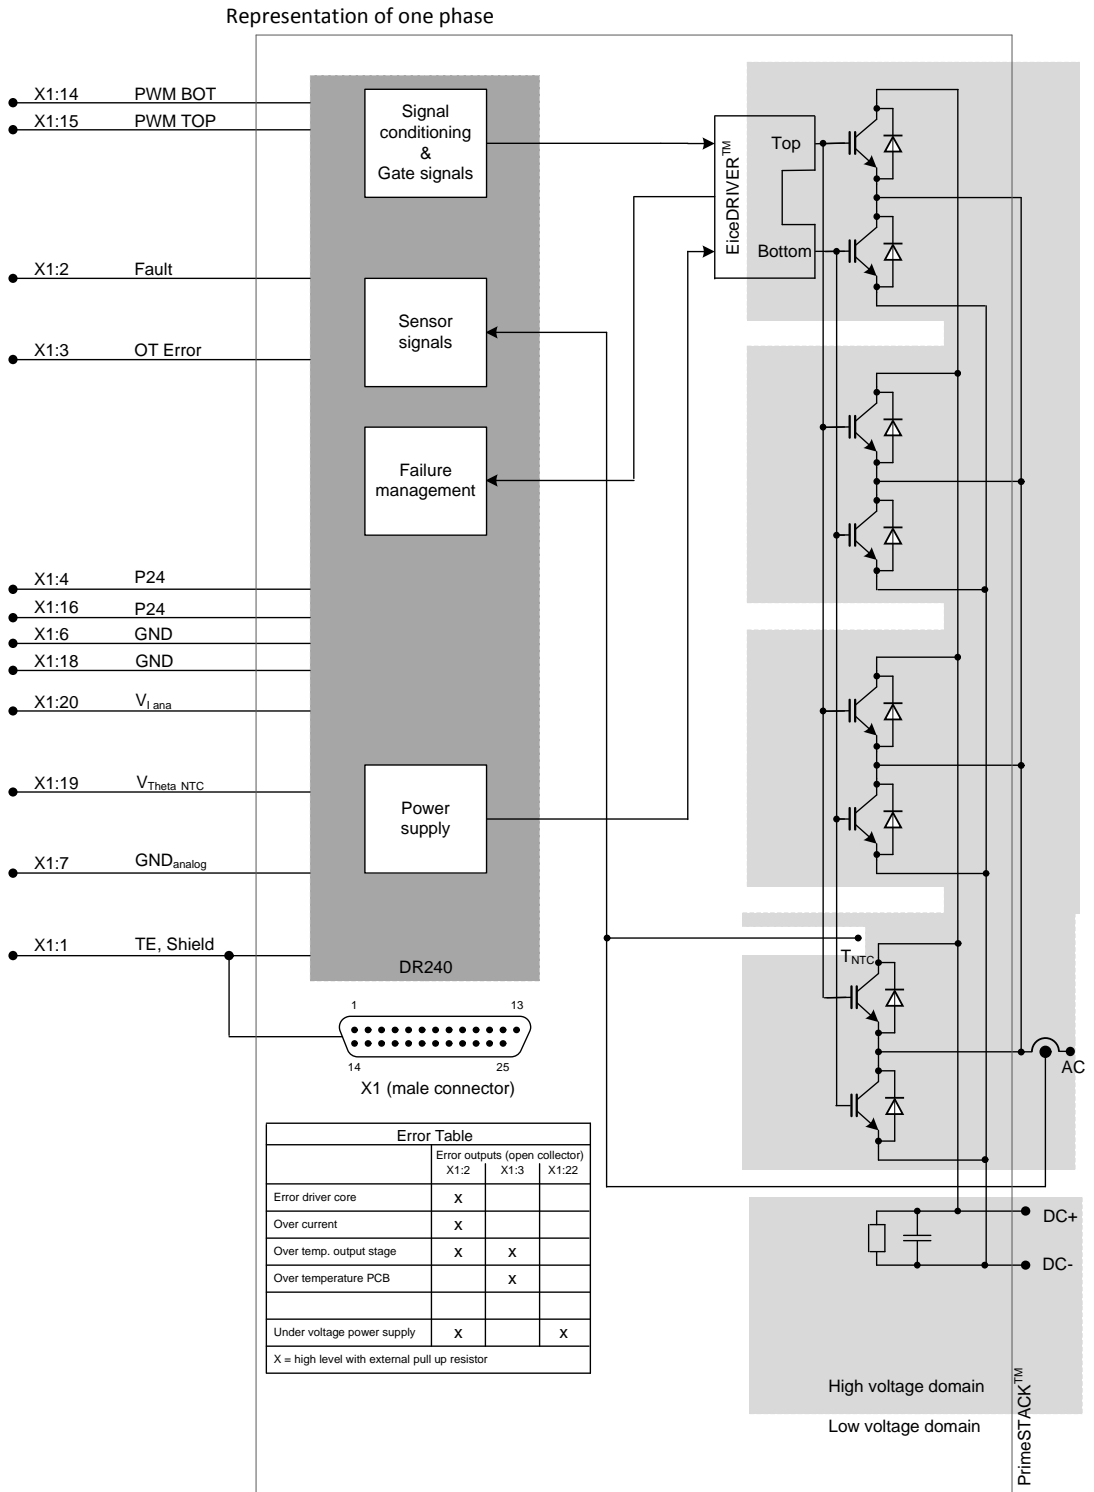 Representation of one phase
X1:14 PWM BOT
X1:15 PWM TOP
X1:2 Fault
X1:3 OT Error
X1:4 P24
X1:16 P24
X1:6 GND
X1:18 GND
X1:20 VI ana
X1:19 VTheta NTC
X1:7 GNDanalog
X1:1 TE, Shield
Signal
conditioning
&
Gate signals
Sensor
signals
Failure
management
Power
supply
DR240
EiceDRIVER™
Top
Bottom
TNTC
AC
1 13
14 25
X1 (male connector)
Error Table
Error outputs (open collector)
X1:2 X1:3 X1:22
Error driver core x
Over current x
Over temp. output stage x x
Over temperature PCB x
Under voltage power supply x x
X = high level with external pull up resistor
DC+
DC-
High voltage domain
Low voltage domain
PrimeSTACK™